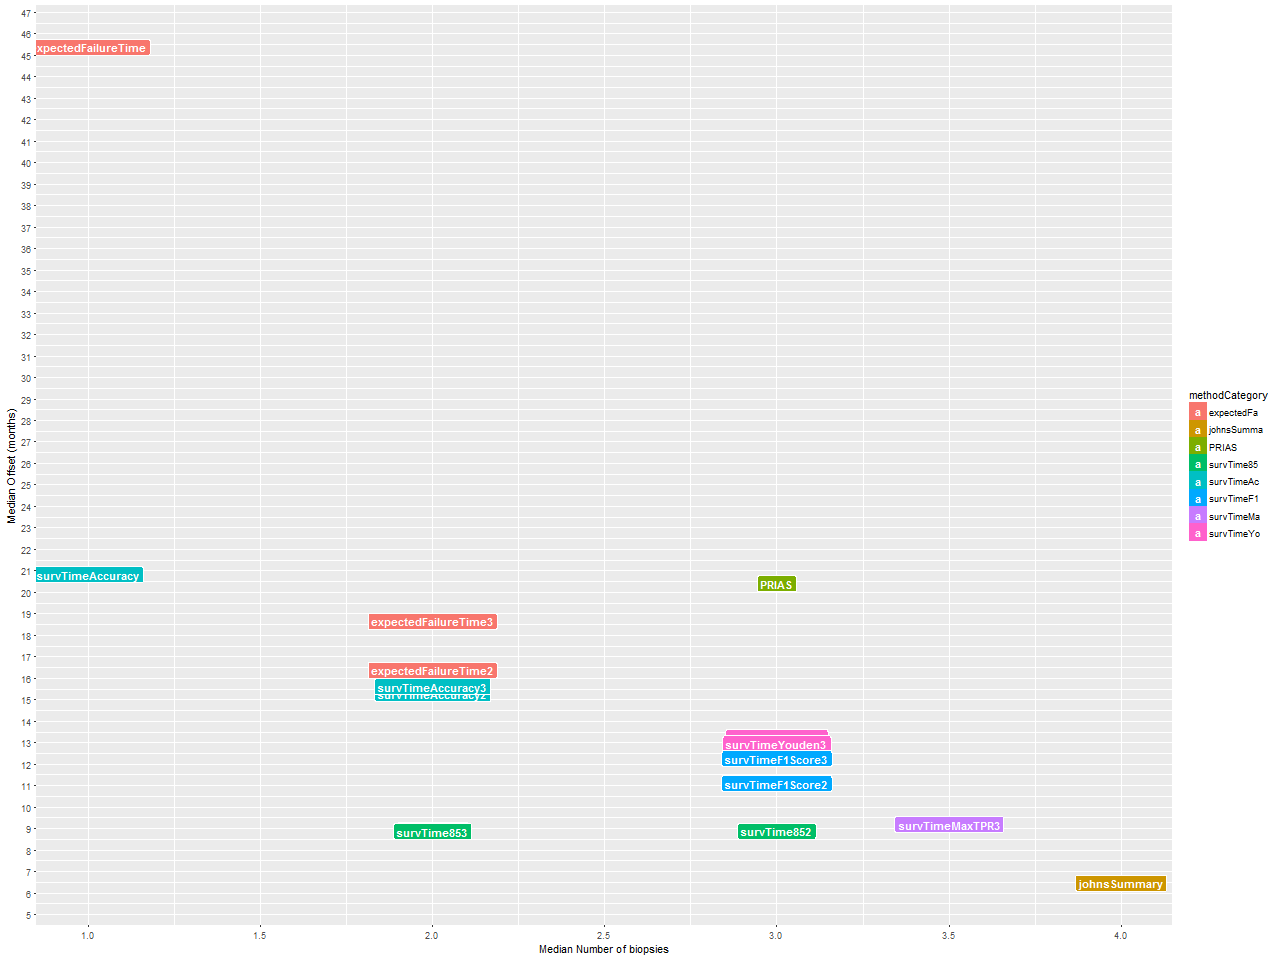 47
46
45
44
43
42
41
40
39
38
37
36
35
34
33
32
31
30
29
28
27
26
25
24
23
22
21
20
19
18
17
16
15
14
13
12
11
10
9
8
7
6
5
Median Offset (months)
xpectedFailureTime
survTimeAccuracy
PRIAS
expectedFailureTime3
expectedFailureTime2
survTimeAccuracy3
survTimeAccuracy2
survTimeYouden3
survTimeF1Score3
survTimeF1Score2
survTimeMaxTPR3
survTime853
survTime852
johnsSummary
1.0 1.5 2.0 2.5 3.0 3.5 4.0
Median Number of biopsies
methodCategory
a expectedFa
a johnsSumma
a PRIAS
a survTime85
a survTimeAc
a survTimeF1
a survTimeMa
a survTimeYo